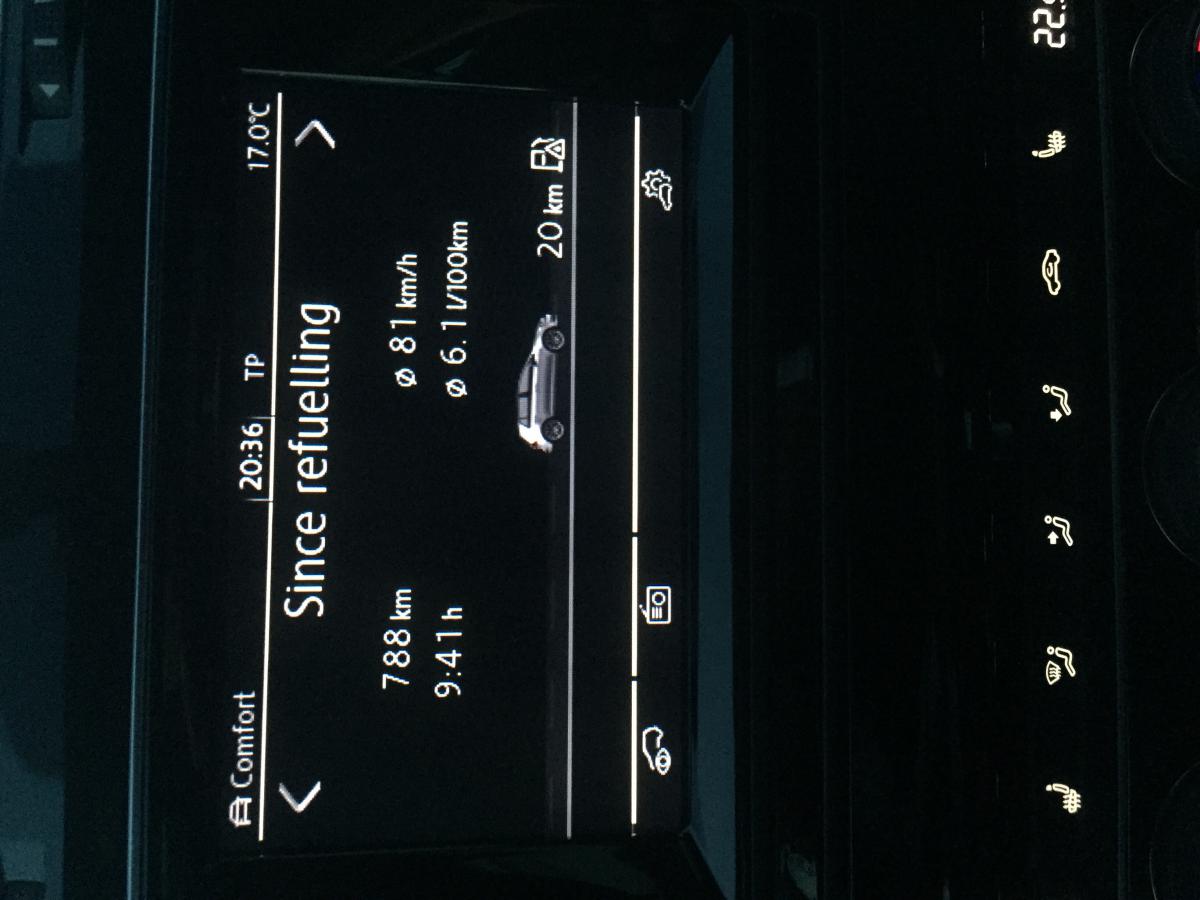 Comfort
20:36
TP
17.0°C
Since refuelling
788 km
ø 81 km/h
9:41 h
ø 6.1 l/100km
20 km